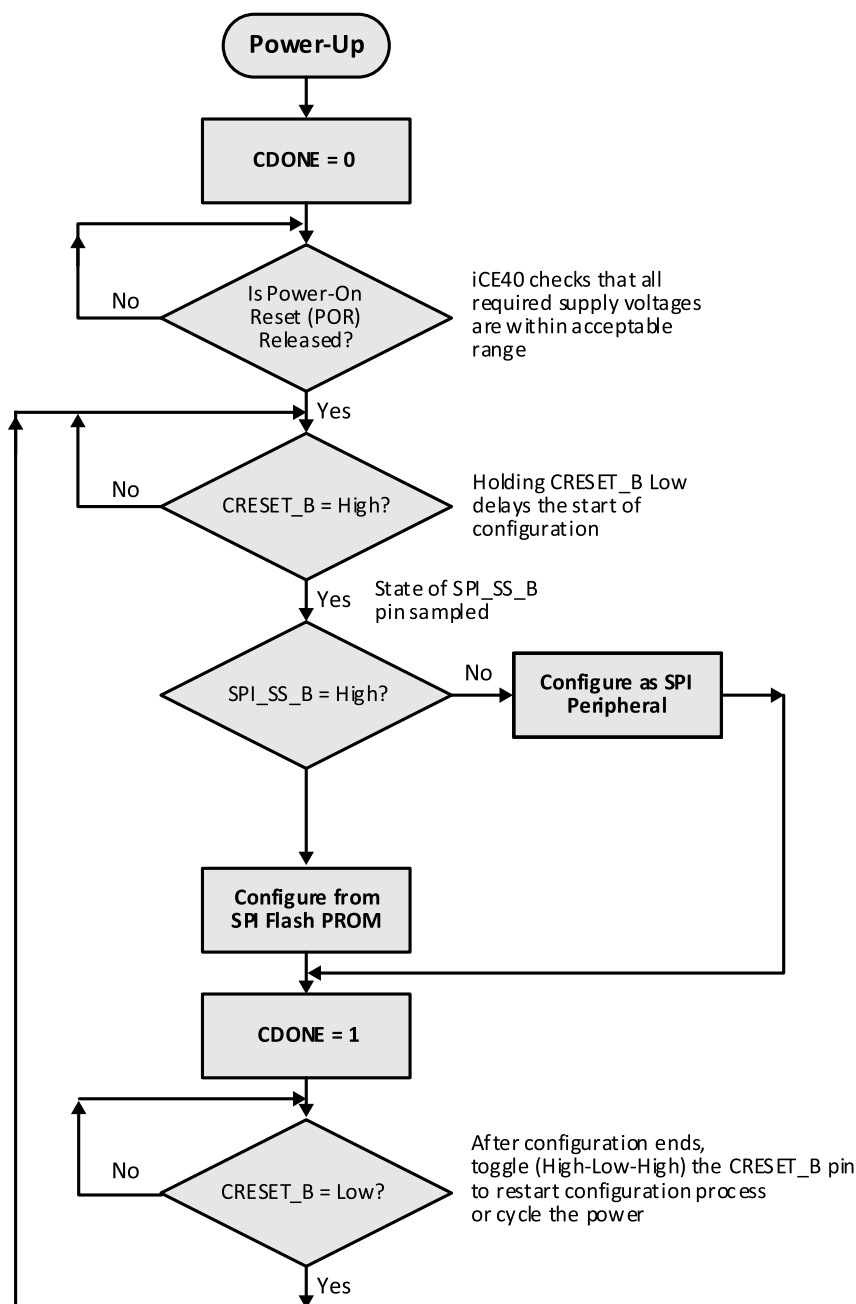 Power-Up
CDONE = 0
No
Is Power-On
Reset (POR)
Released?
iCE40 checks that all
required supply voltages
are within acceptable
range
Yes
No
CRESET_B = High?
Holding CRESET_B Low
delays the start of
configuration
Yes
State of SPI_SS_B
pin sampled
SPI_SS_B = High?
No
Configure as SPI
Peripheral
Configure from
SPI Flash PROM
CDONE = 1
No
CRESET_B = Low?
After configuration ends,
toggle (High-Low-High) the CRESET_B pin
to restart configuration process
or cycle the power
Yes